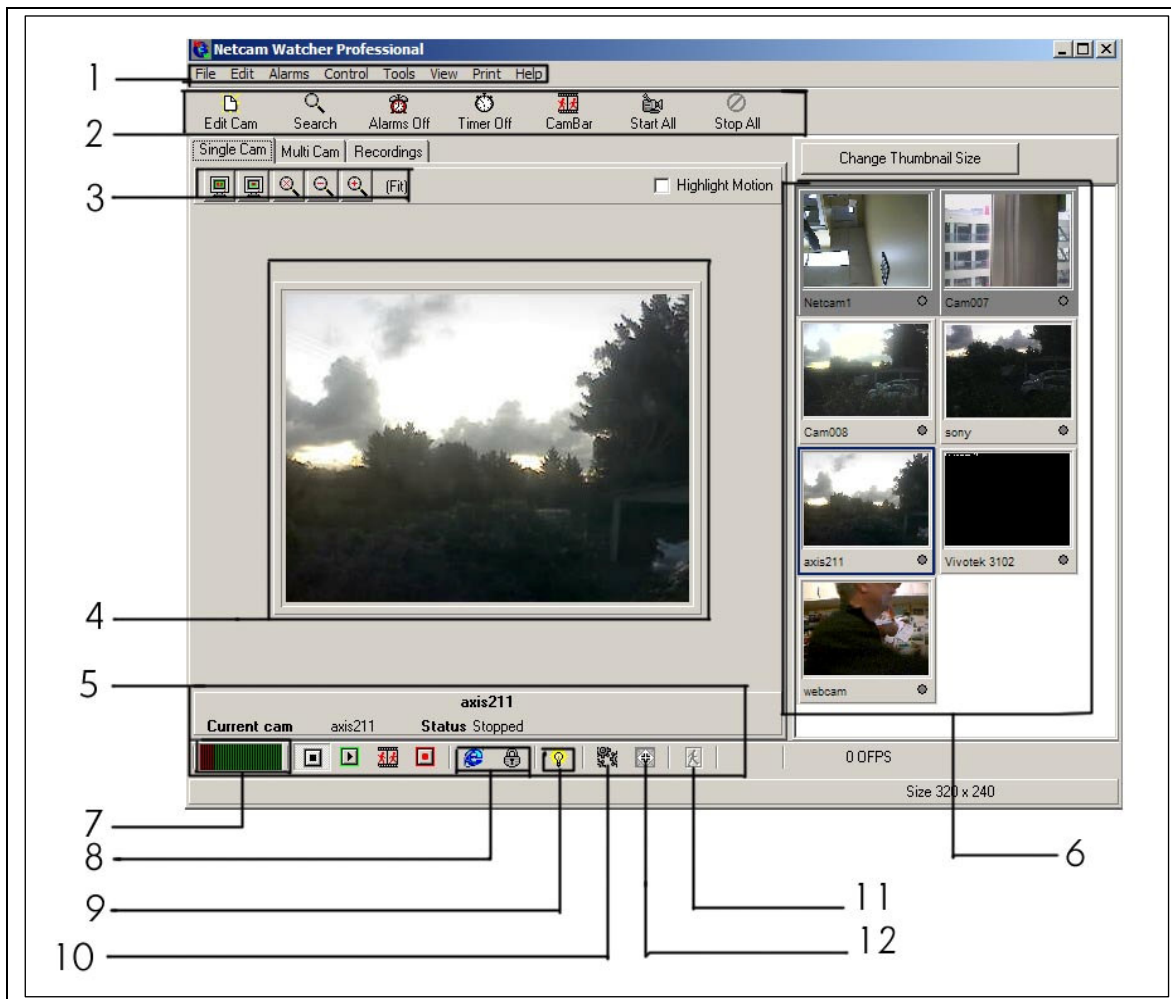 Netcam Watcher Professional
1
File Edit Alarms Control Tools View Print Help
2
Edit Cam Search Alarms Off Timer Off CamBar Start All Stop All
Single Cam Multi Cam Recordings
Change Thumbnail Size
3
(Fit)
Highlight Motion
Netcam1 Cam007
Cam008 sony
4
axis211 Vivotek 3102
5
webcam
axis211
Current cam axis211 Status Stopped
0 0FPS
Size 320 x 240
7
8
6
9
11
10
12